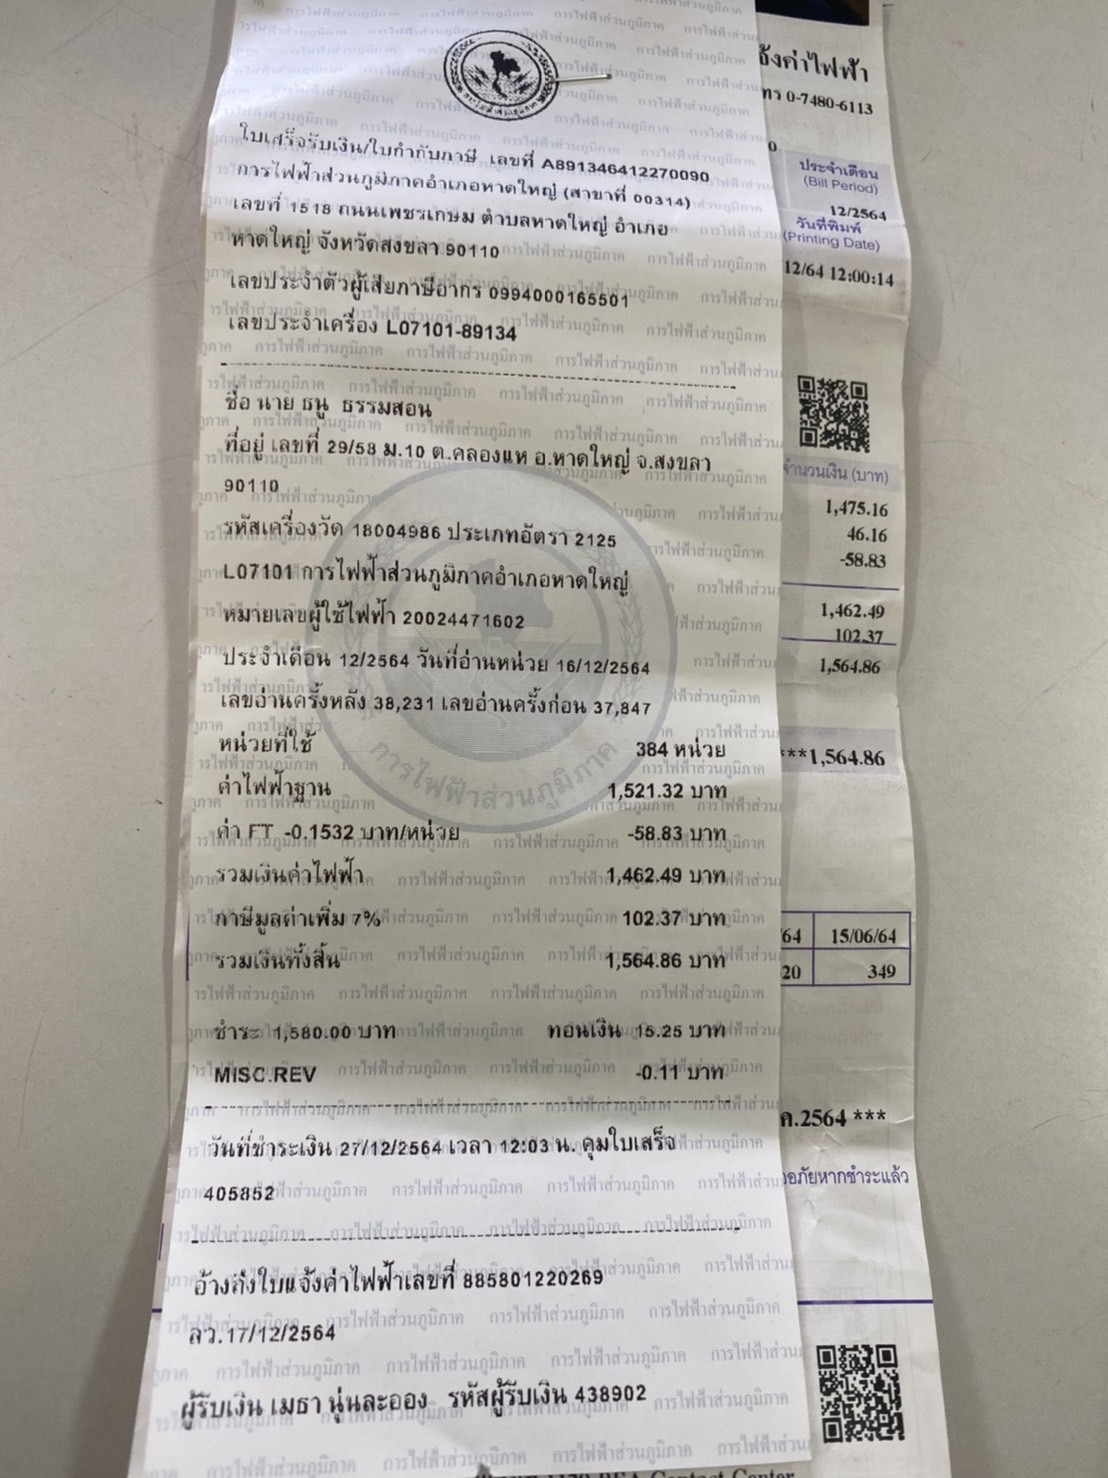 ใบเสร็จรับเงิน/ใบกำกับภาษี เลขที่ A891346412270090
การไฟฟ้าส่วนภูมิภาคอำเภอหาดใหญ่ (สาขาที่ 00314)
เลขที่ 1518 ถนนเพชรเกษม ตำบลหาดใหญ่ อำเภอ
หาดใหญ่ จังหวัดสงขลา 90110
เลขประจำตัวผู้เสียภาษีอากร 0994000165501
เลขประจำเครื่อง L07101-89134
ชื่อ นาย ธนู ธรรมสอน
ที่อยู่ เลขที่ 29/58 ม.10 ต.คลองแห อ.หาดใหญ่ จ.สงขลา
90110
รหัสเครื่องวัด 18004986 ประเภทอัตรา 2125
L07101 การไฟฟ้าส่วนภูมิภาคอำเภอหาดใหญ่
หมายเลขผู้ใช้ไฟฟ้า 20024471602
ประจำเดือน 12/2564 วันที่อ่านหน่วย 16/12/2564
เลขอ่านครั้งหลัง 38,231 เลขอ่านครั้งก่อน 37,847
หน่วยที่ใช้ 384 หน่วย
ค่าไฟฟ้าฐาน 1,521.32 บาท
ค่า FT -0.1532 บาท/หน่วย -58.83 บาท
รวมเงินค่าไฟฟ้า 1,462.49 บาท
ภาษีมูลค่าเพิ่ม 7% 102.37 บาท
รวมเงินทั้งสิ้น 1,564.86 บาท
ชำระ 1,580.00 บาท ทอนเงิน 15.25 บาท
MISC.REV -0.11 บาท
วันที่ชำระเงิน 27/12/2564 เวลา 12:03 น. คุมใบเสร็จ
405852
อ้างถึงใบแจ้งค่าไฟฟ้าเลขที่ 885801220269
ลว.17/12/2564
ผู้รับเงิน เมธา นุ่นละออง รหัสผู้รับเงิน 438902
การไฟฟ้าส่วนภูมิภาค
จ้งค่าไฟฟ้า
ทร 0-7480-6113
ประจำเดือน
(Bill Period)
12/2564
วันที่พิมพ์
(Printing Date)
12/64 12:00:14
จำนวนเงิน (บาท)
1,475.16
46.16
-58.83
1,462.49
102.37
1,564.86
***1,564.86
/64 15/06/64
20 349
ค.2564 ***
ออภัยหากชำระแล้ว